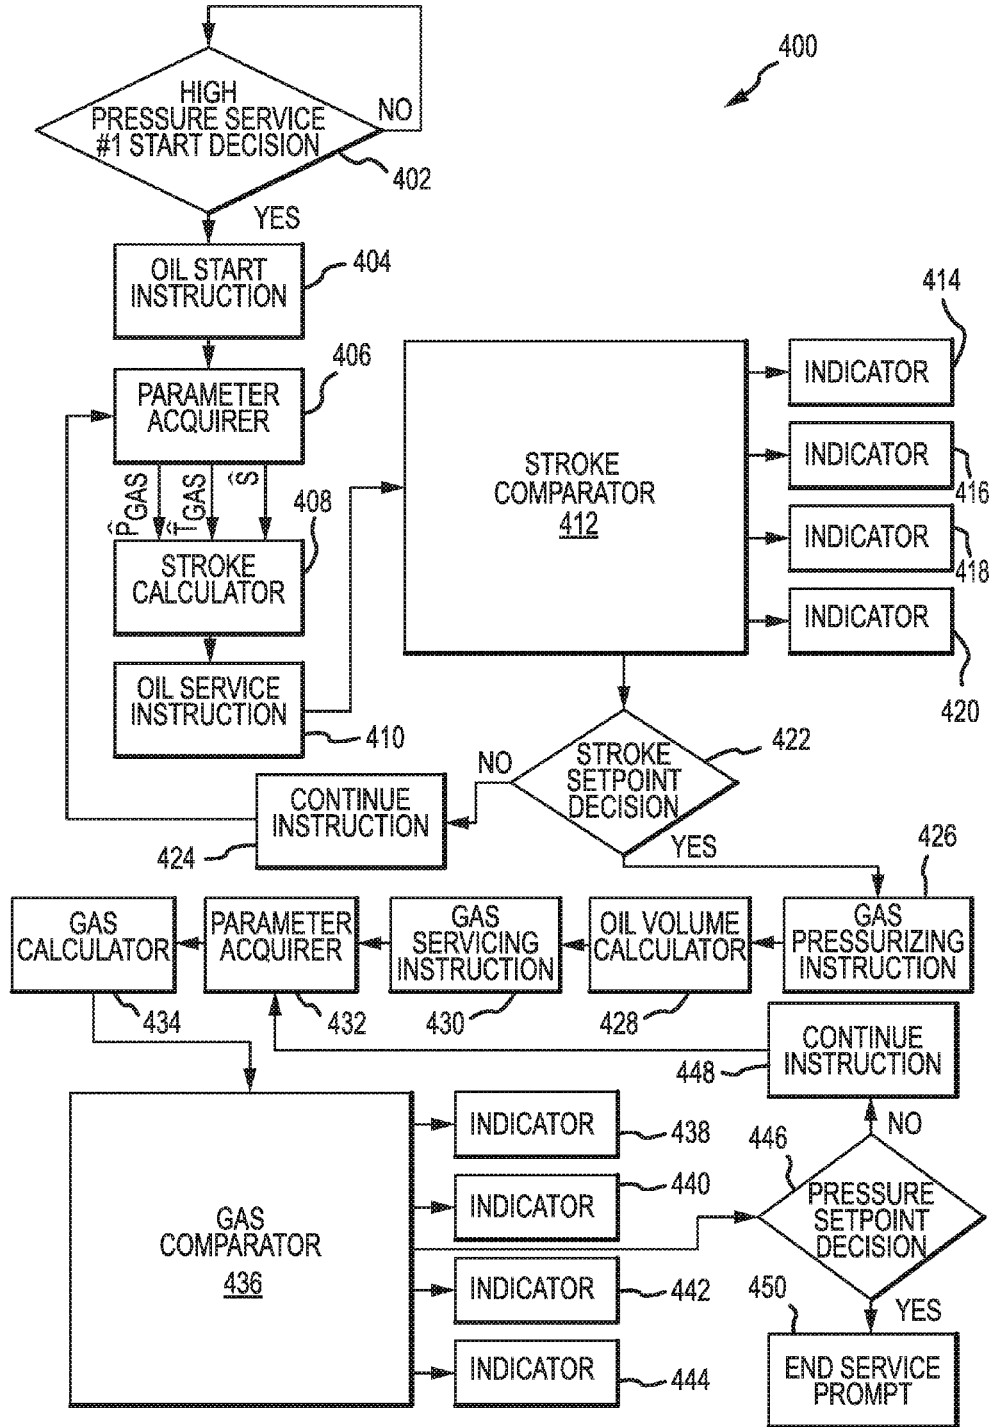 400
HIGH
PRESSURE SERVICE
#1 START DECISION
NO
402
YES
OIL START
INSTRUCTION
404
PARAMETER
ACQUIRER
406
P̂GAS
T̂GAS
Ŝ
STROKE
CALCULATOR
408
OIL SERVICE
INSTRUCTION
410
STROKE
COMPARATOR
412
INDICATOR
414
INDICATOR
416
INDICATOR
418
INDICATOR
420
STROKE
SETPOINT
DECISION
422
NO
YES
CONTINUE
INSTRUCTION
424
GAS
PRESSURIZING
INSTRUCTION
426
OIL VOLUME
CALCULATOR
428
GAS
SERVICING
INSTRUCTION
430
PARAMETER
ACQUIRER
432
GAS
CALCULATOR
434
CONTINUE
INSTRUCTION
448
GAS
COMPARATOR
436
INDICATOR
438
INDICATOR
440
INDICATOR
442
INDICATOR
444
NO
446
PRESSURE
SETPOINT
DECISION
YES
450
END SERVICE
PROMPT